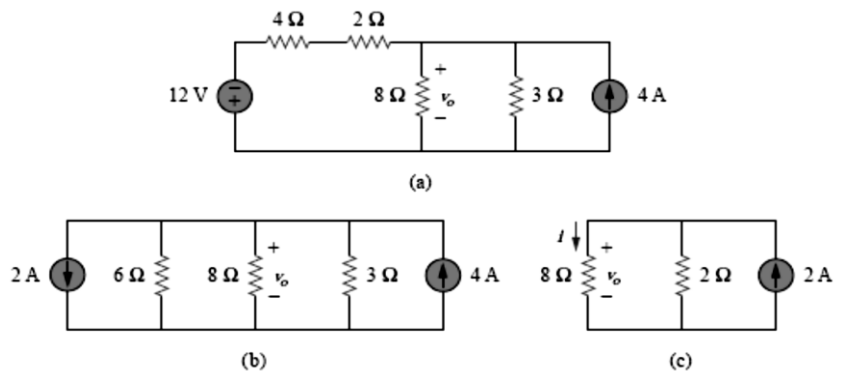 4 Ω 2 Ω
12 V - + 8 Ω + vo - 3 Ω 4 A
(a)
2 A 6 Ω 8 Ω + vo - 3 Ω 4 A
(b)
i 8 Ω + vo - 2 Ω 2 A
(c)